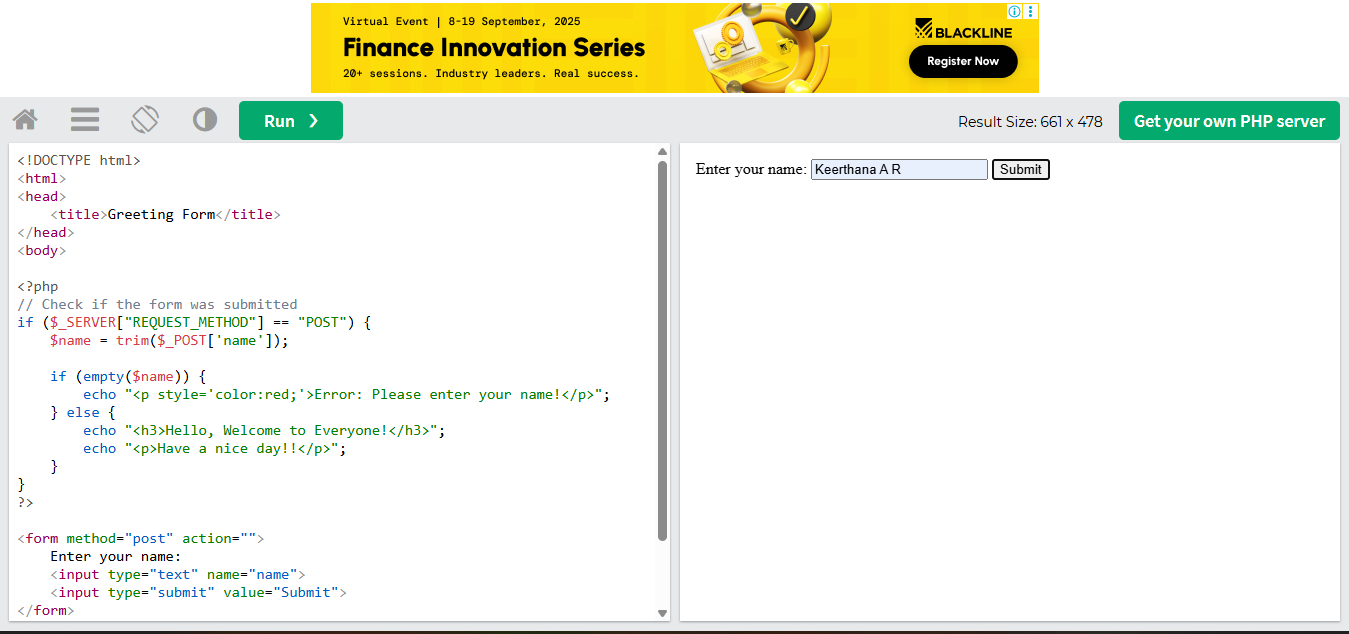 Virtual Event | 8-19 September, 2025
Finance Innovation Series
20+ sessions. Industry leaders. Real success.
BLACKLINE
Register Now
Run ❯
Result Size: 661 x 478
Get your own PHP server
<!DOCTYPE html>
<html>
<head>
    <title>Greeting Form</title>
</head>
<body>

<?php
// Check if the form was submitted
if ($_SERVER["REQUEST_METHOD"] == "POST") {
    $name = trim($_POST['name']);

    if (empty($name)) {
        echo "<p style='color:red;'>Error: Please enter your name!</p>";
    } else {
        echo "<h3>Hello, Welcome to Everyone!</h3>";
        echo "<p>Have a nice day!!</p>";
    }
}
?>

<form method="post" action="">
    Enter your name:
    <input type="text" name="name">
    <input type="submit" value="Submit">
</form>
Enter your name: Keerthana A R Submit